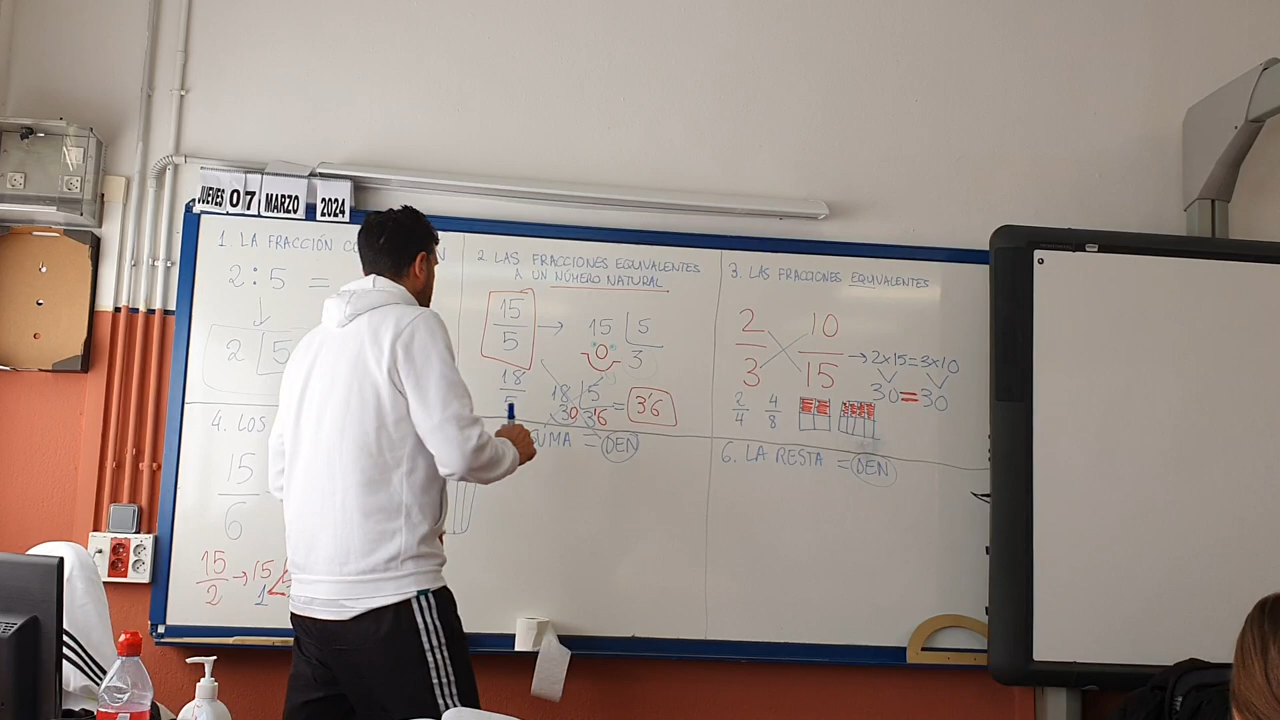 JUEVES 07 MARZO 2024
1. LA FRACCIÓN
2:5 =
2 5
2 LAS FRACCIONES EQUIVALENTES
A UN NÚMERO NATURAL
15
5
→ 15 5
0 3
18
18 5
30 3'6 = 3'6
3. LAS FRACCIONES EQUIVALENTES
2 10
3 15
→ 2x15=3x10
30=30
2 4
4 8
4. LOS
15
6
15
2
→ 15
1
SUMA = DEN
6. LA RESTA = DEN